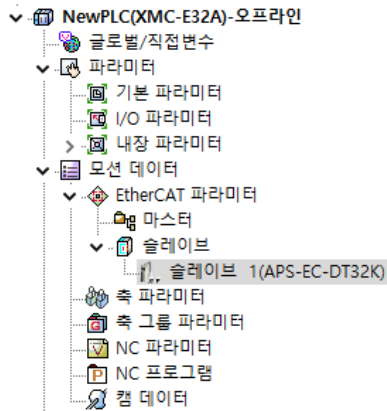 NewPLC(XMC-E32A)-오프라인
글로벌/직접변수
파라미터
기본 파라미터
I/O 파라미터
내장 파라미터
모션 데이터
EtherCAT 파라미터
마스터
슬레이브
슬레이브 1(APS-EC-DT32K)
축 파라미터
축 그룹 파라미터
NC 파라미터
NC 프로그램
캠 데이터